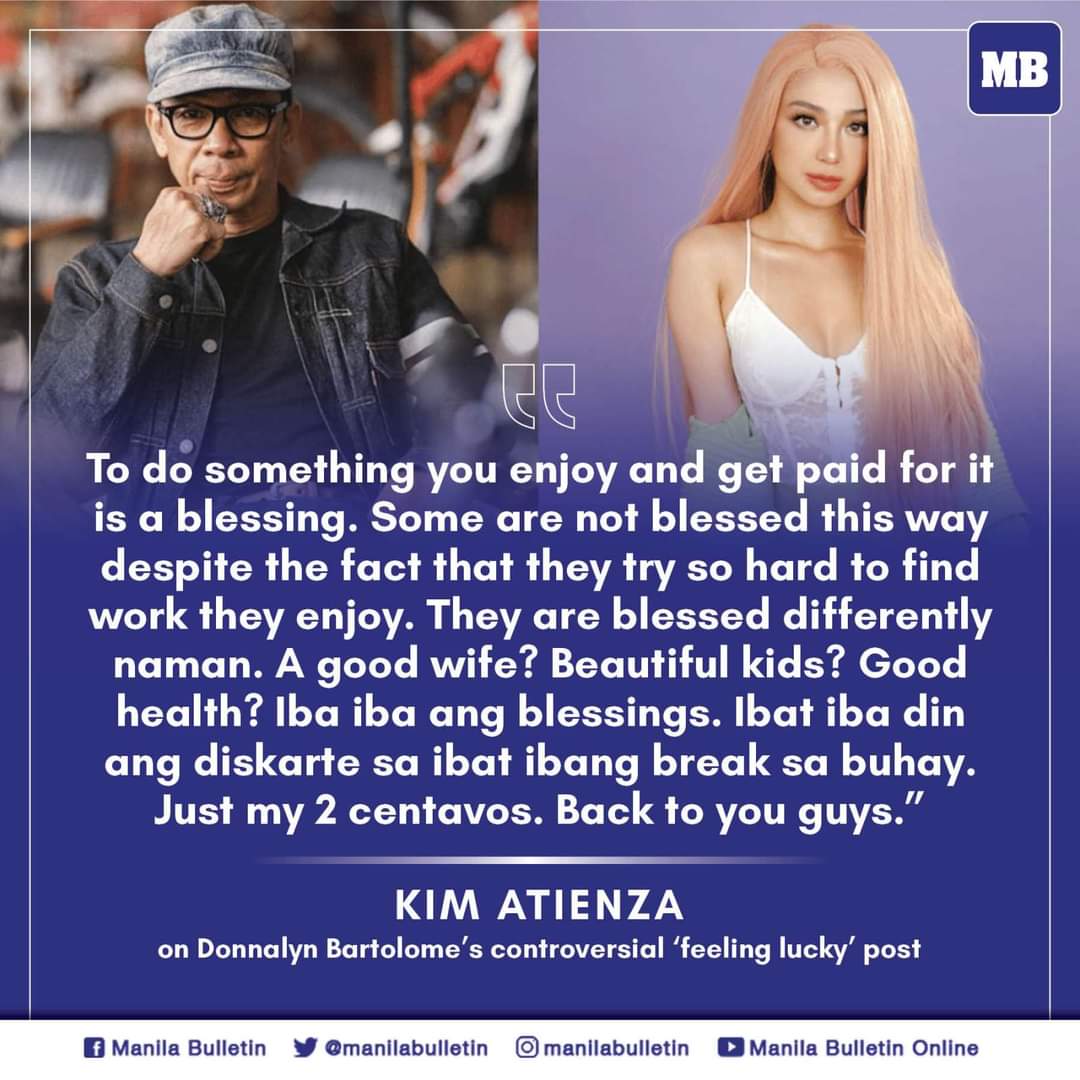 MB
To do something you enjoy and get paid for it
is a blessing. Some are not blessed this way
despite the fact that they try so hard to find
work they enjoy. They are blessed differently
naman. A good wife? Beautiful kids? Good
health? Iba iba ang blessings. Ibat iba din
ang diskarte sa ibat ibang break sa buhay.
Just my 2 centavos. Back to you guys.”
KIM ATIENZA
on Donnalyn Bartolome’s controversial ‘feeling lucky’ post
Manila Bulletin @manilabulletin manilabulletin Manila Bulletin Online